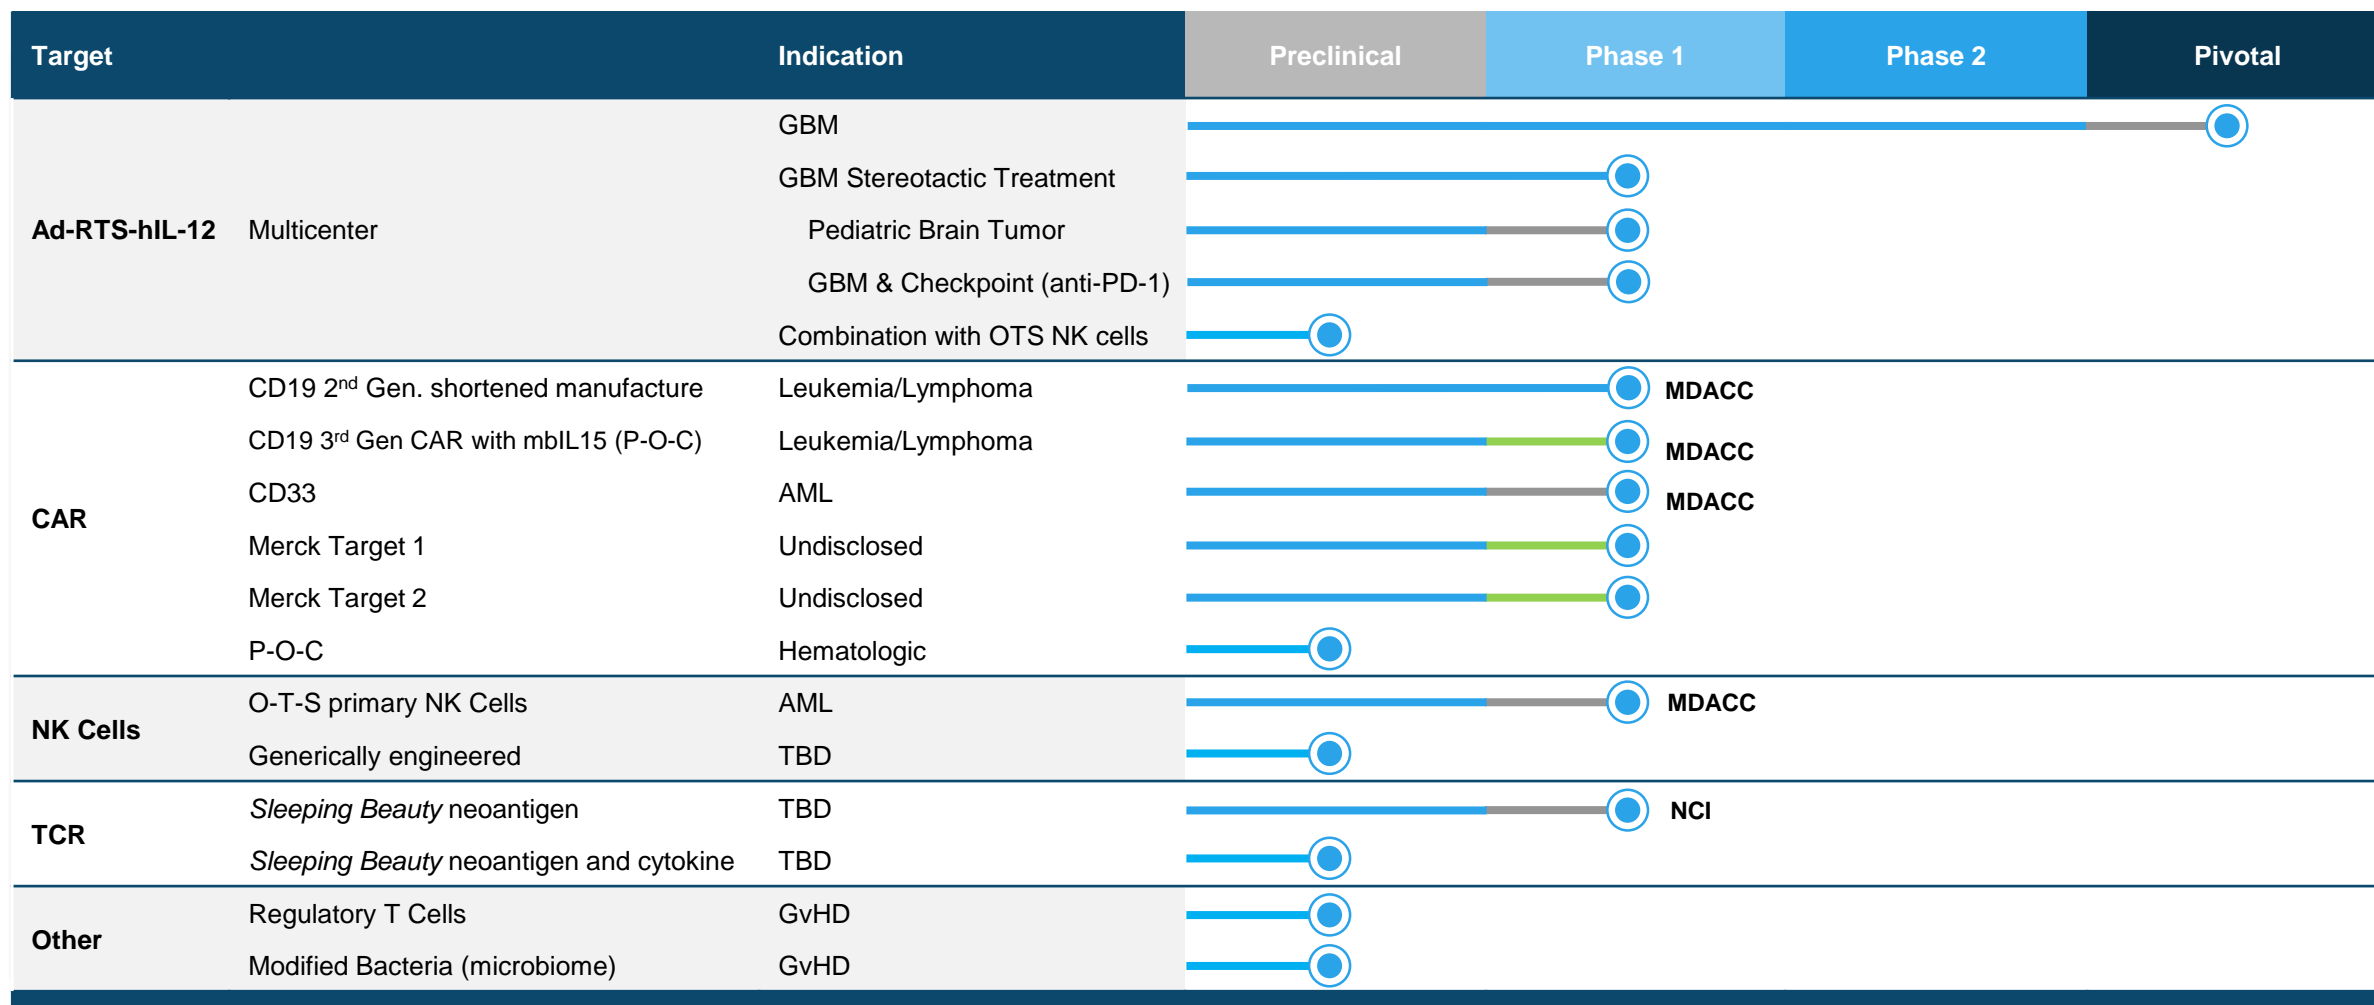 Target Indication Preclinical Phase 1 Phase 2 Pivotal
GBM
GBM Stereotactic Treatment
Ad-RTS-hIL-12 Multicenter Pediatric Brain Tumor
GBM & Checkpoint (anti-PD-1)
Combination with OTS NK cells
CD19 2nd Gen. shortened manufacture Leukemia/Lymphoma MDACC
CD19 3rd Gen CAR with mbIL15 (P-O-C) Leukemia/Lymphoma MDACC
CD33 AML MDACC
CAR
Merck Target 1 Undisclosed
Merck Target 2 Undisclosed
P-O-C Hematologic
O-T-S primary NK Cells AML MDACC
NK Cells
Generically engineered TBD
Sleeping Beauty neoantigen TBD NCI
TCR
Sleeping Beauty neoantigen and cytokine TBD
Regulatory T Cells GvHD
Other
Modified Bacteria (microbiome) GvHD